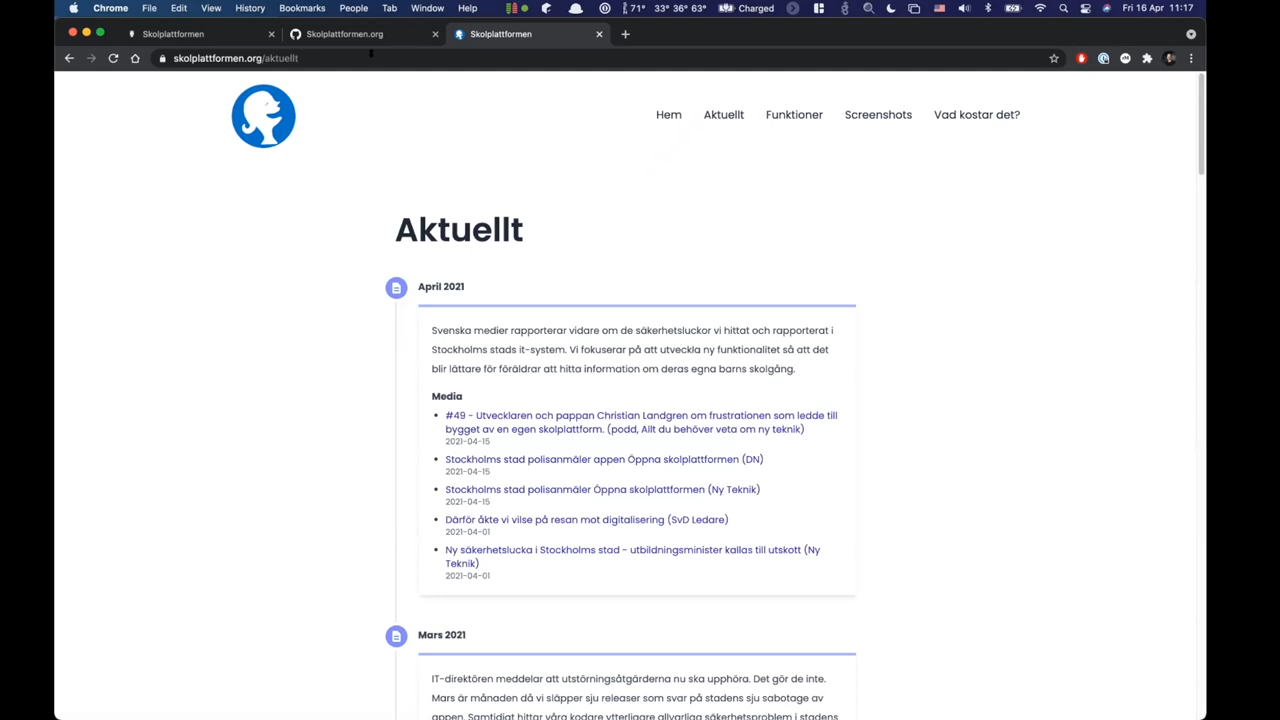 Chrome File Edit View History Bookmarks People Tab Window Help 71° 33° 36° 63° Charged Fri 16 Apr 11:17
Skolplattformen Skolplattformen.org Skolplattformen
skolplattformen.org/aktuellt
Hem Aktuellt Funktioner Screenshots Vad kostar det?
Aktuellt
April 2021
Svenska medier rapporterar vidare om de säkerhetsluckor vi hittat och rapporterat i
Stockholms stads it-system. Vi fokuserar på att utveckla ny funktionalitet så att det
blir lättare för föräldrar att hitta information om deras egna barns skolgång.
Media
#49 - Utvecklaren och pappan Christian Landgren om frustrationen som ledde till
bygget av en egen skolplattform. (podd, Allt du behöver veta om ny teknik)
2021-04-15
Stockholms stad polisanmäler appen Öppna skolplattformen (DN)
2021-04-15
Stockholms stad polisanmäler Öppna skolplattformen (Ny Teknik)
2021-04-15
Därför åkte vi vilse på resan mot digitalisering (SvD Ledare)
2021-04-01
Ny säkerhetslucka i Stockholms stad - utbildningsminister kallas till utskott (Ny
Teknik)
2021-04-01
Mars 2021
IT-direktören meddelar att utstörningsåtgärderna nu ska upphöra. Det gör de inte.
Mars är månaden då vi släpper sju releaser som svar på stadens sju sabotage av
appen. Samtidigt hittar våra kodare ytterligare allvarliga säkerhetsproblem i stadens